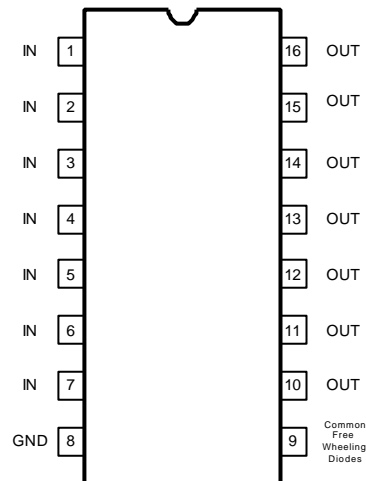 IN 1 16 OUT
IN 2 15 OUT
IN 3 14 OUT
IN 4 13 OUT
IN 5 12 OUT
IN 6 11 OUT
IN 7 10 OUT
GND 8 9 Common
Free
Wheeling
Diodes